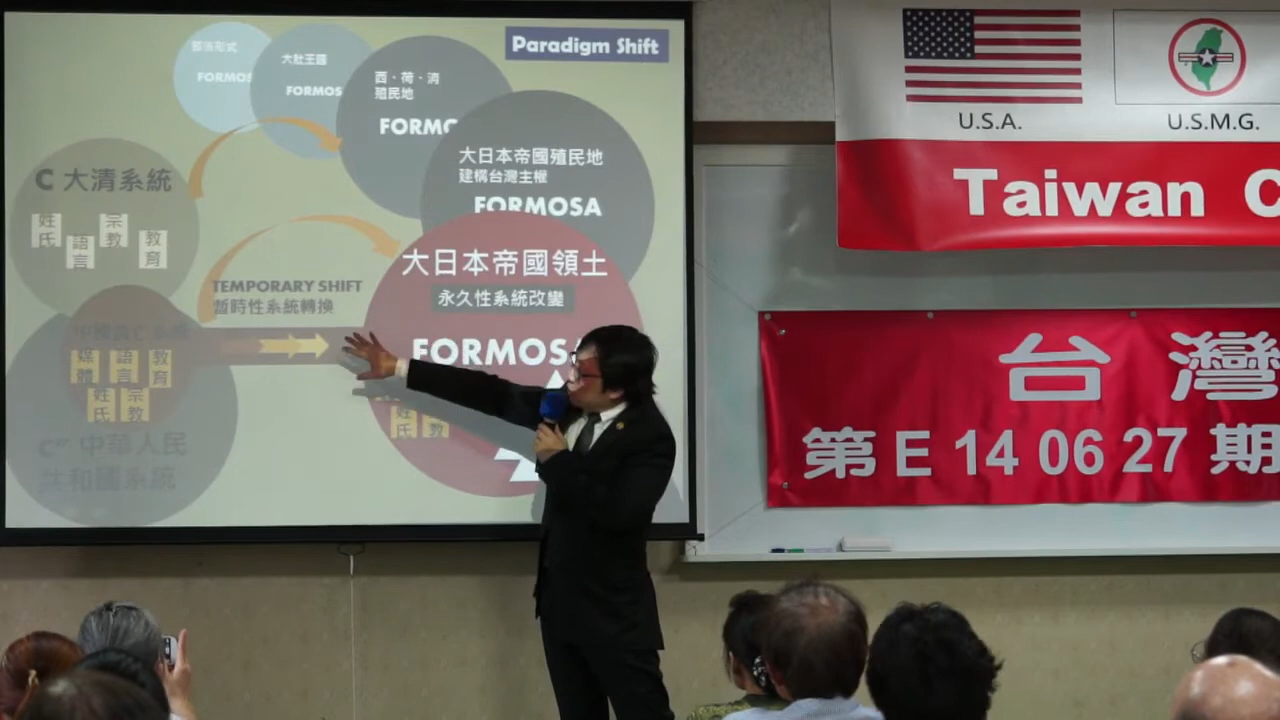 Paradigm Shift
部落形式
FORMOS
大肚王國
FORMOS
西・荷・清
殖民地
FORMO
大日本帝國殖民地
建構台灣主權
FORMOSA
C 大清系統
姓氏
語言
宗教
教育
大日本帝國領土
永久性系統改變
FORMOSA
TEMPORARY SHIFT
暫時性系統轉換
媒體
語言
教育
姓氏
宗教
姓氏
教
中華人民
共和國系統
U.S.A.
U.S.M.G.
Taiwan C
台灣
第 E 14 06 27 期